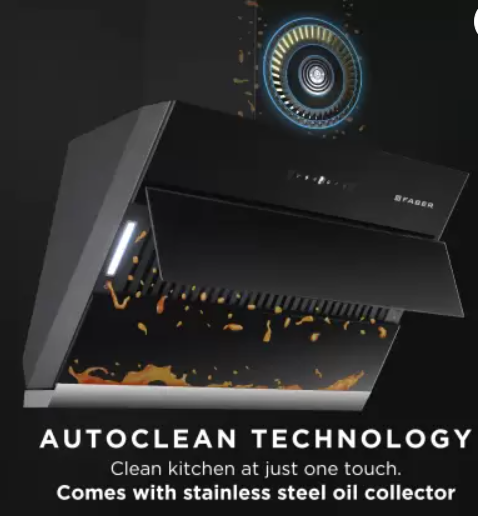 FABER
AUTOCLEAN TECHNOLOGY
Clean kitchen at just one touch.
Comes with stainless steel oil collector